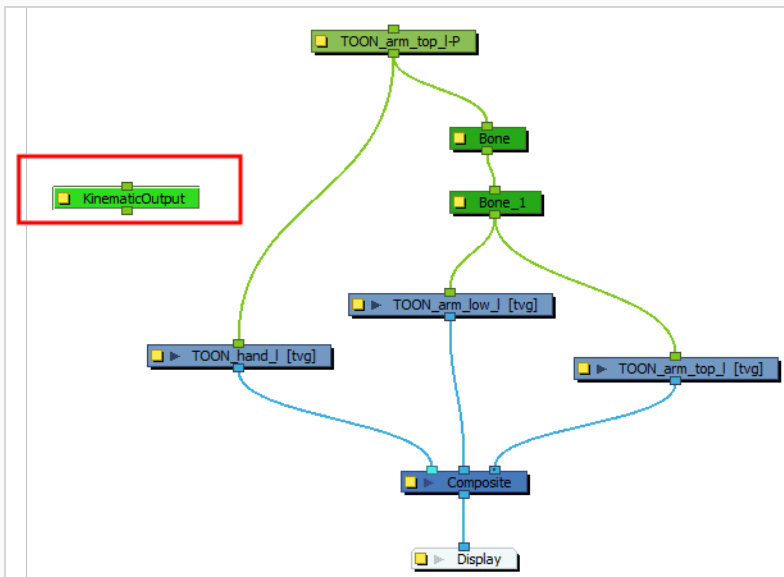 TOON_arm_top_l-P
Bone
KinematicOutput
Bone_1
TOON_arm_low_l [tvg]
TOON_hand_l [tvg]
TOON_arm_top_l [tvg]
Composite
Display